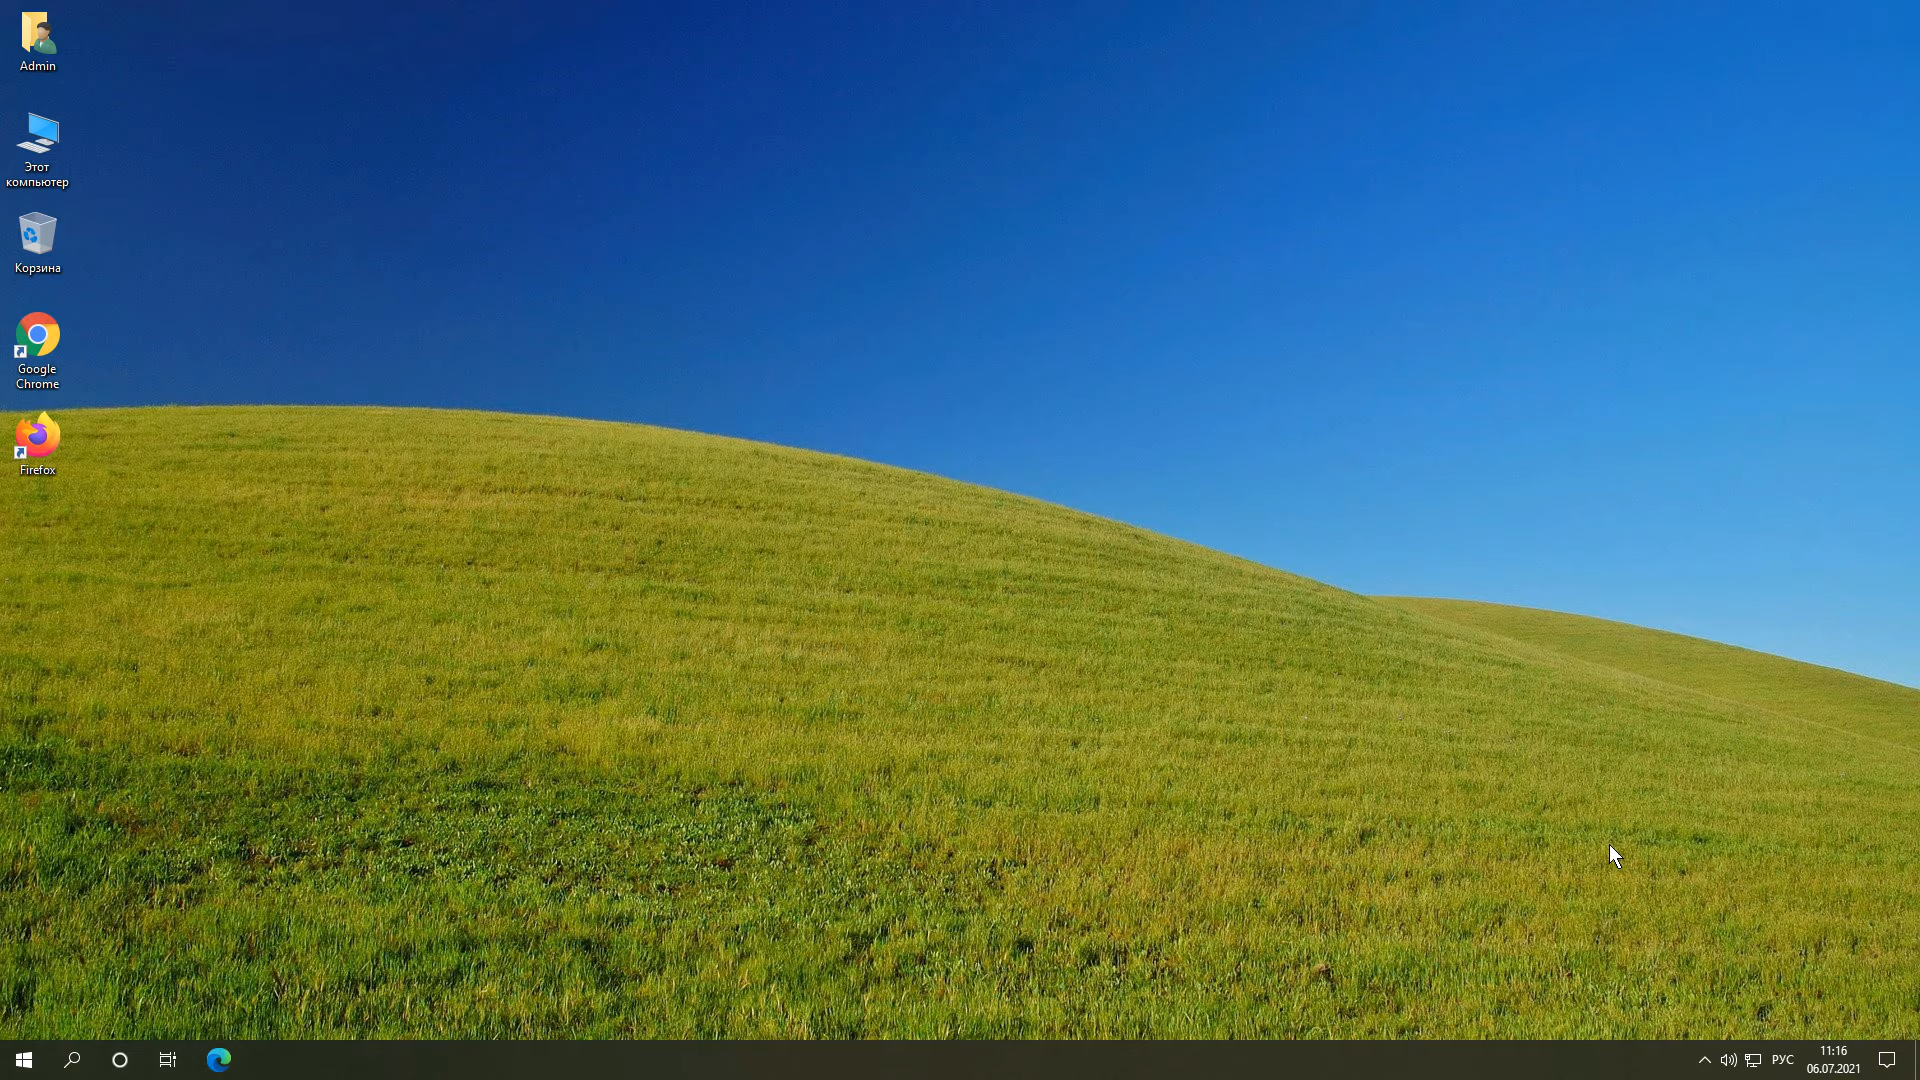 Admin
Этот
компьютер
Корзина
Google
Chrome
Firefox
РУС
11:16
06.07.2021